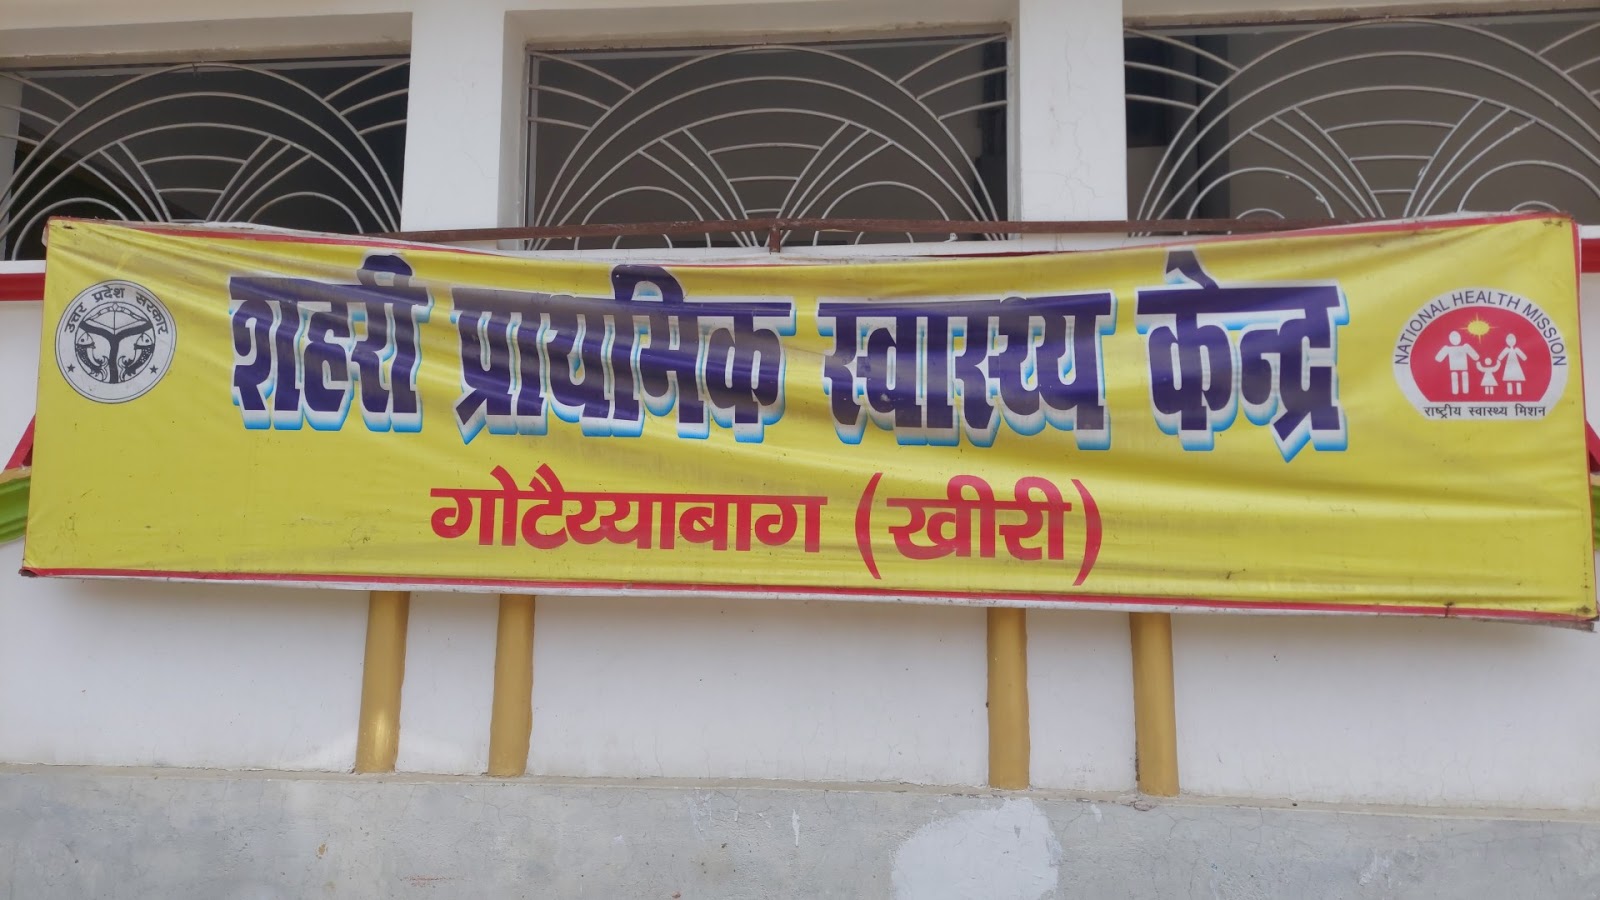 उत्तर प्रदेश सरकार
शहरी प्राथमिक स्वास्थ्य केन्द्र
NATIONAL HEALTH MISSION
राष्ट्रीय स्वास्थ्य मिशन
गोटैय्याबाग (खीरी)